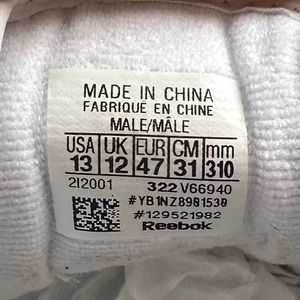 MADE IN CHINA
FABRIQUÉ EN CHINE
MALE/MÂLE
USA UK EUR CM mm
13 12 47 31 310
2I2001 322 V66940
#YB1NZB901530
#129521982
Reebok